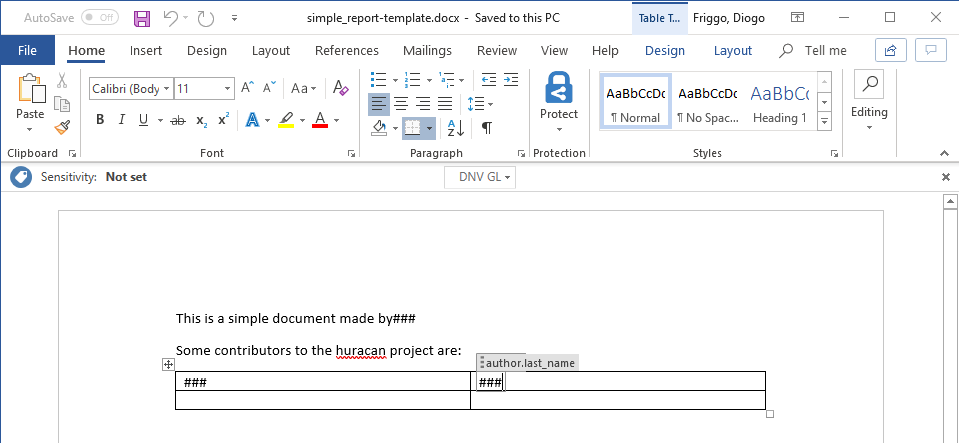 AutoSave Off simple_report-template.docx - Saved to this PC Table T... Friggo, Diogo
File Home Insert Design Layout References Mailings Review View Help Design Layout Tell me
Calibri (Body 11 A A Aa A
Paste B I U ab x2 x2 A A Protect
AaBbCcDc AaBbCcDc AaBbCc
¶ Normal ¶ No Spac... Heading 1
Editing
Clipboard Font Paragraph Protection Styles
Sensitivity: Not set DNV GL
This is a simple document made by###
Some contributors to the huracan project are:
author.last_name
### ###